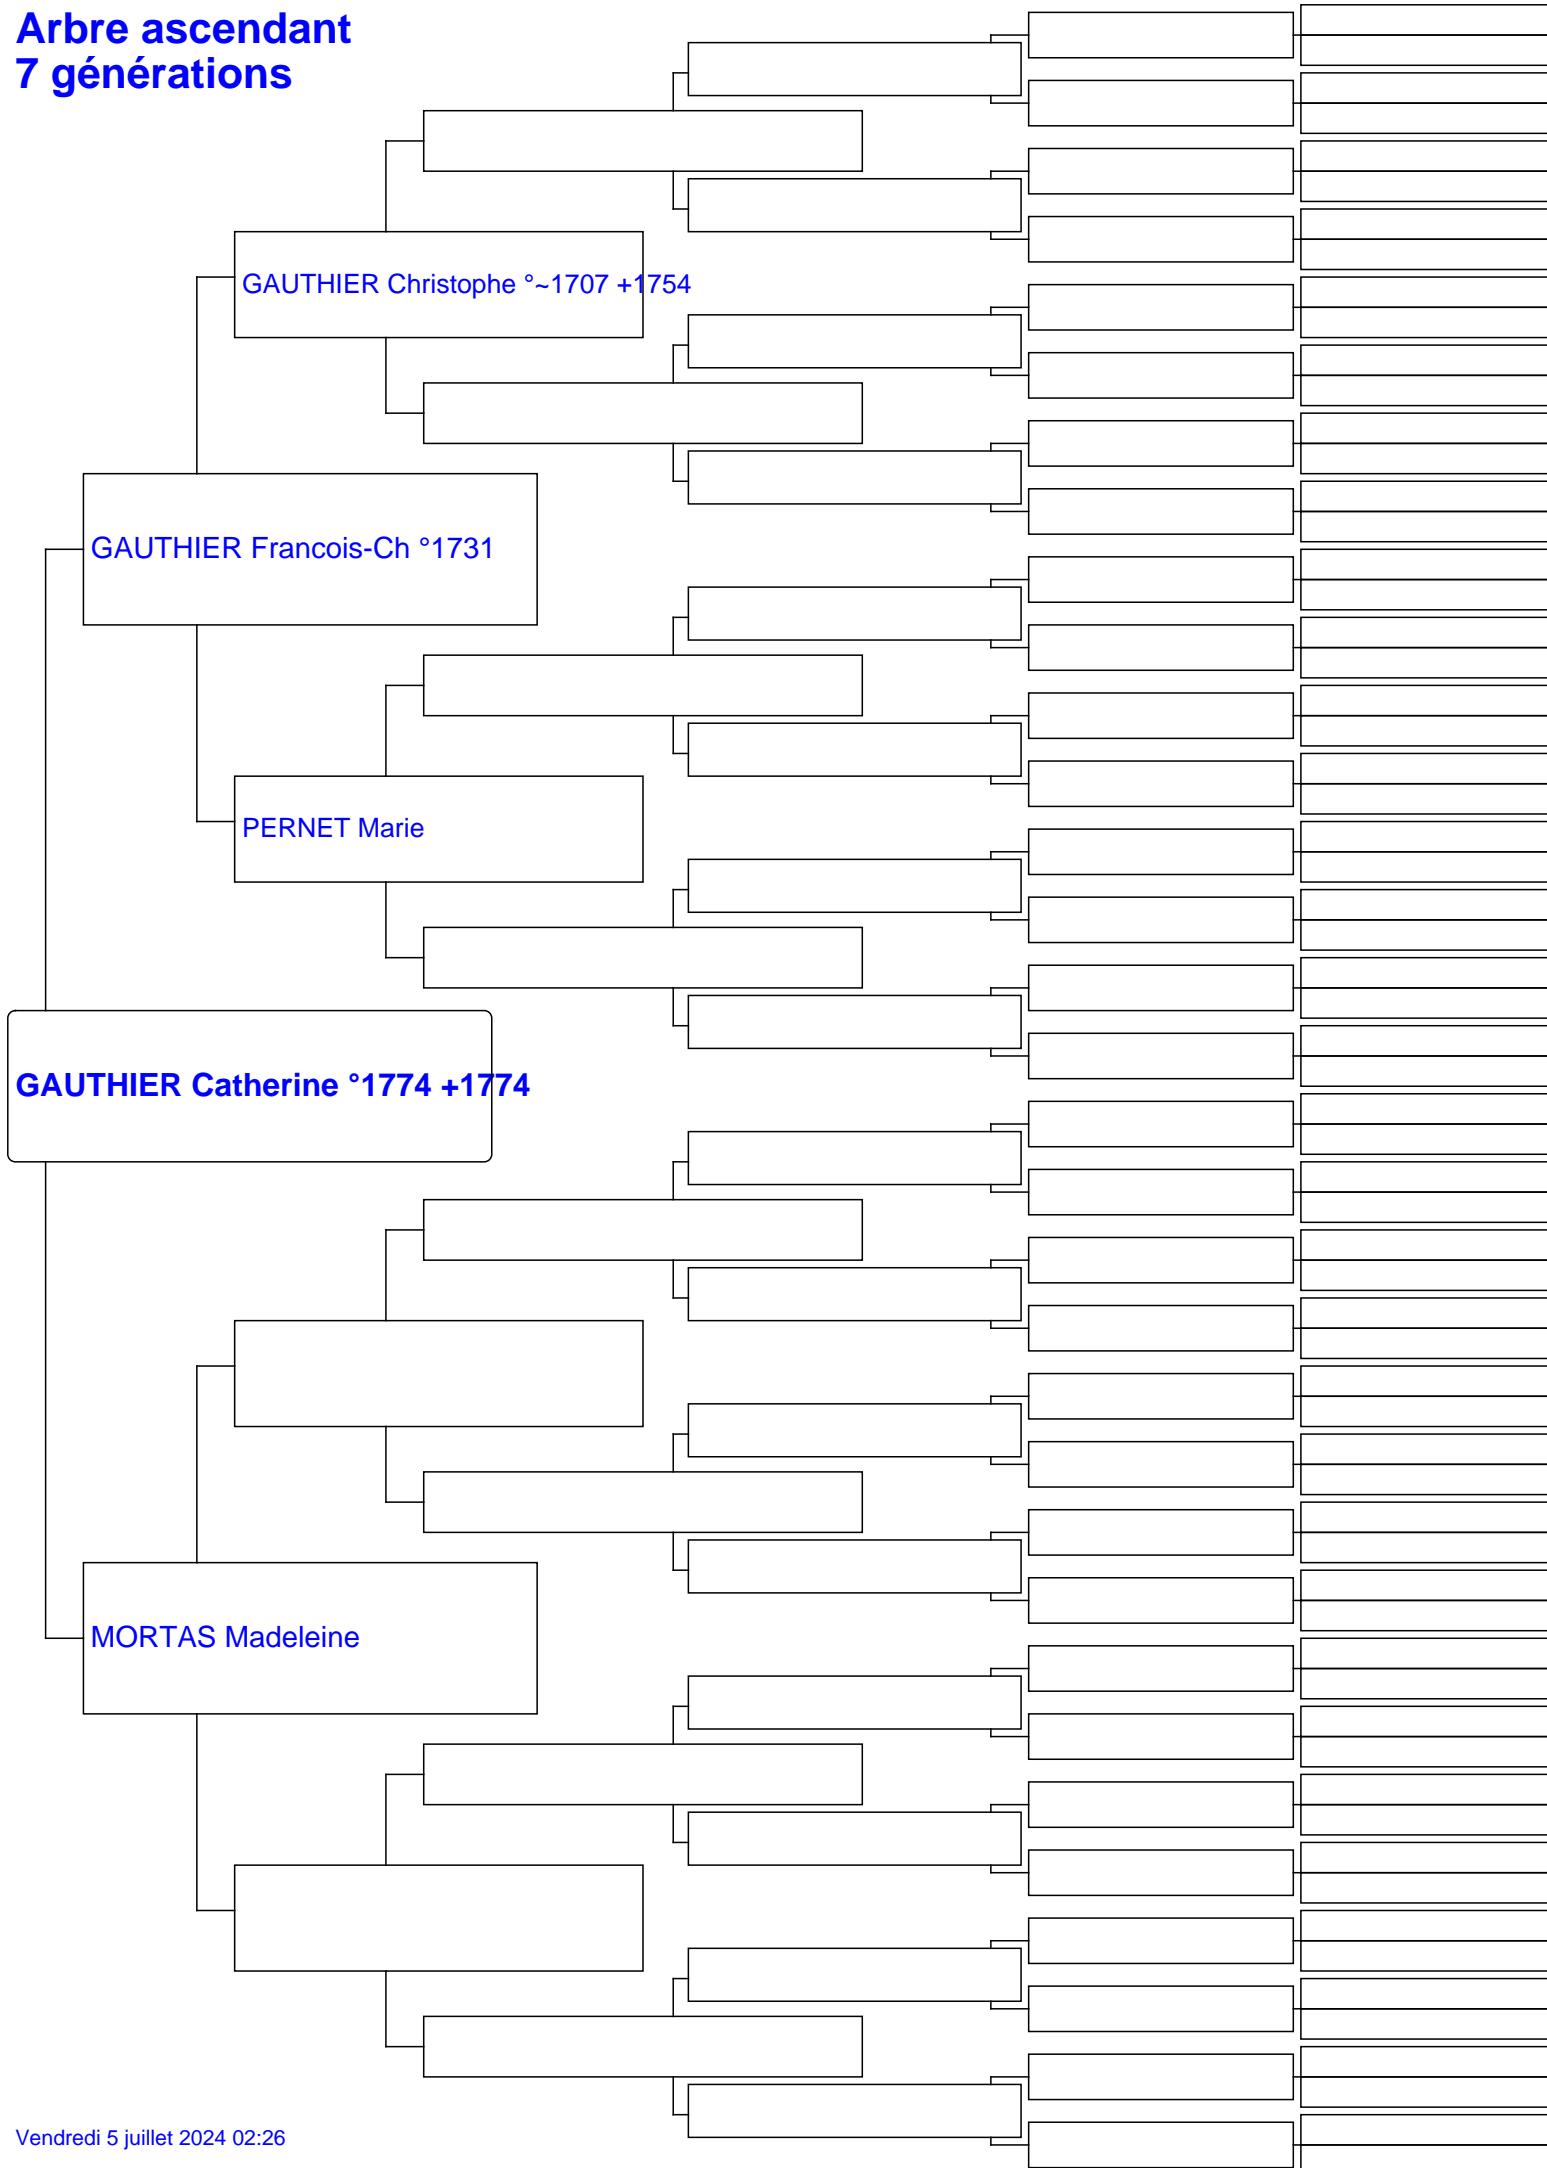 Arbre ascendant
7 générations
GAUTHIER Christophe °~1707 +1754
GAUTHIER Francois-Ch °1731
PERNET Marie
GAUTHIER Catherine °1774 +1774
MORTAS Madeleine
Vendredi 5 juillet 2024 02:26